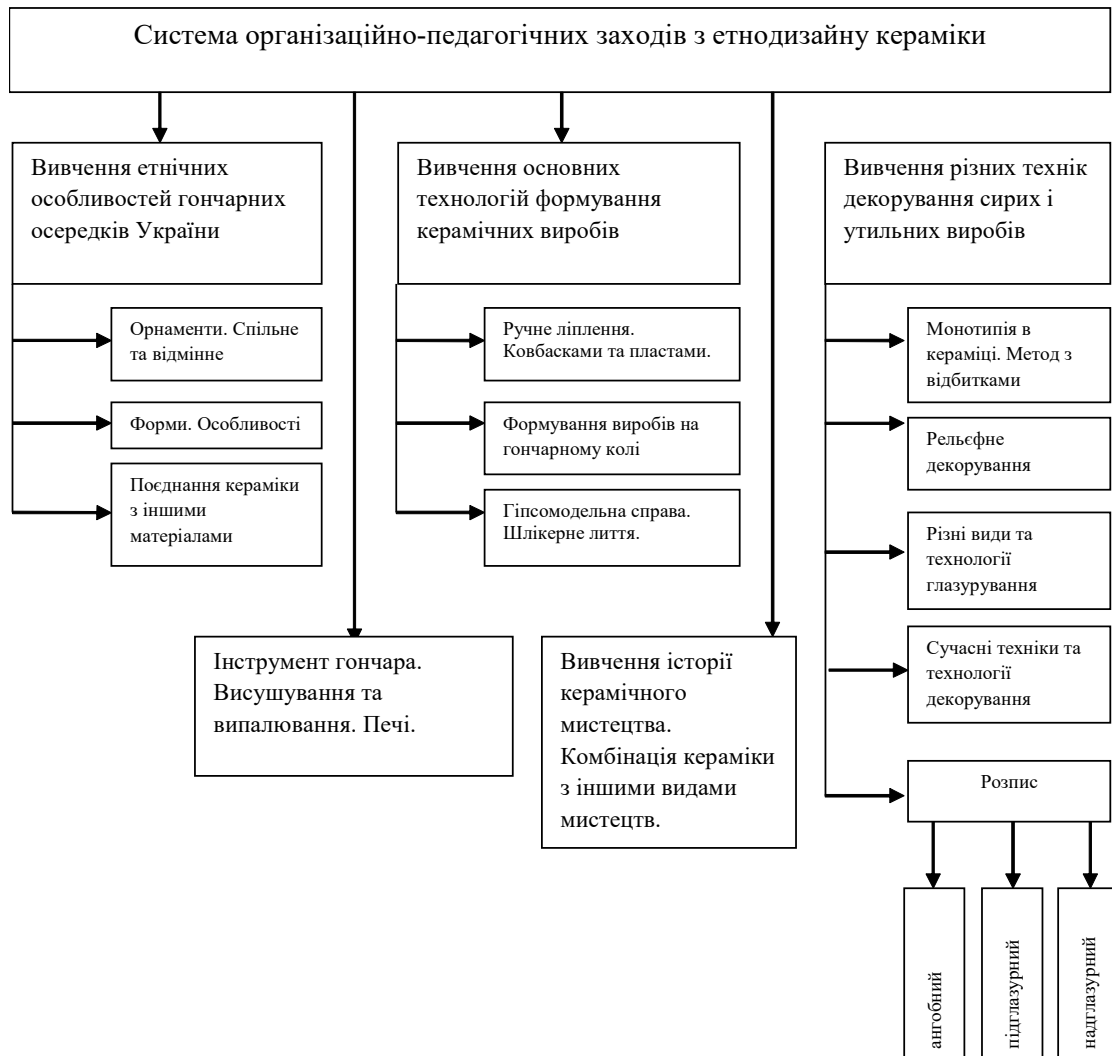 Система організаційно-педагогічних заходів з етнодизайну кераміки
Вивчення етнічних
особливостей гончарних
осередків України
Орнаменти. Спільне
та відмінне
Форми. Особливості
Поєднання кераміки
з іншими
матеріалами
Інструмент гончара.
Висушування та
випалювання. Печі.
Вивчення основних
технологій формування
керамічних виробів
Ручне ліплення.
Ковбасками та пластами.
Формування виробів на
гончарному колі
Гіпсомодельна справа.
Шлікерне лиття.
Вивчення історії
керамічного
мистецтва.
Комбінація кераміки
з іншими видами
мистецтв.
Вивчення різних технік
декорування сирих і
утильних виробів
Монотипія в
кераміці. Метод з
відбитками
Рельєфне
декорування
Різні види та
технології
глазурування
Сучасні техніки та
технології
декорування
Розпис
ангобний
підглазурний
надглазурний